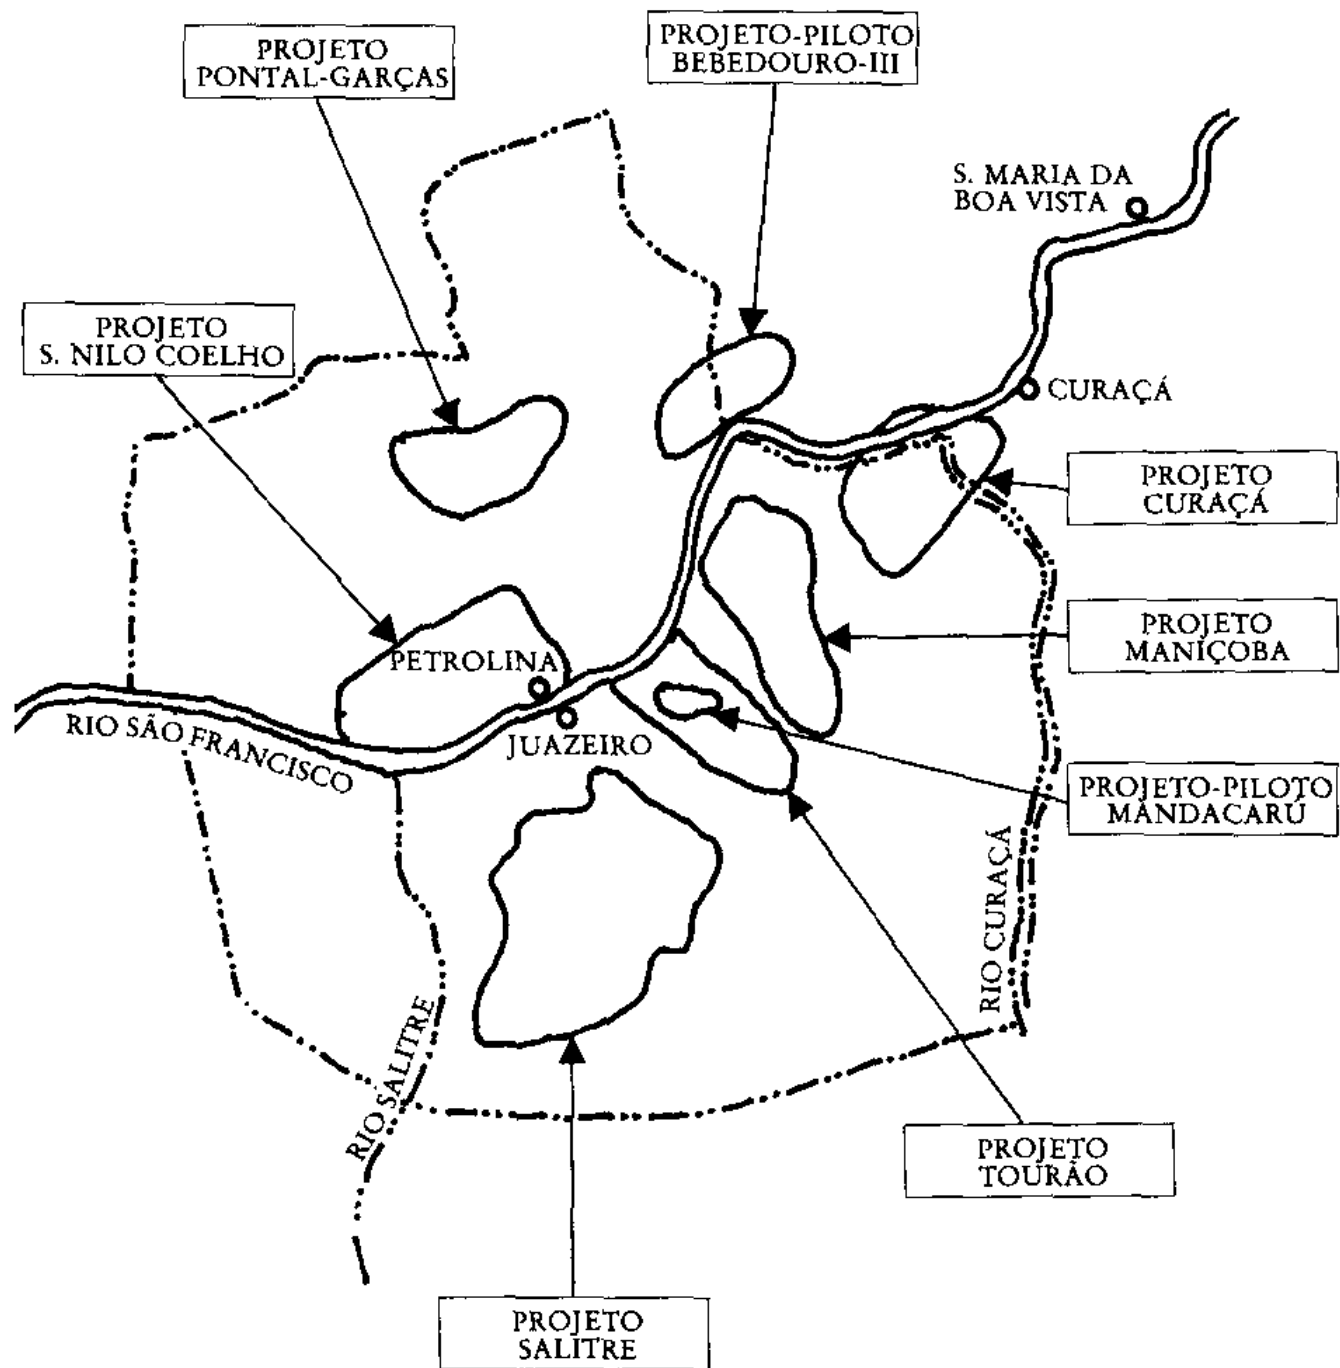 PROJETO
PONTAL-GARÇAS
PROJETO-PILOTO
BEBEDOURO-III
S. MARIA DA
BOA VISTA
PROJETO
S. NILO COELHO
CURAÇÁ
PROJETO
CURAÇÁ
PROJETO
MANIÇOBA
PETROLINA
RIO SÃO FRANCISCO
JUAZEIRO
PROJETO-PILOTO
MANDACARÚ
RIO CURAÇÁ
RIO SALITRE
PROJETO
TOURÃO
PROJETO
SALITRE